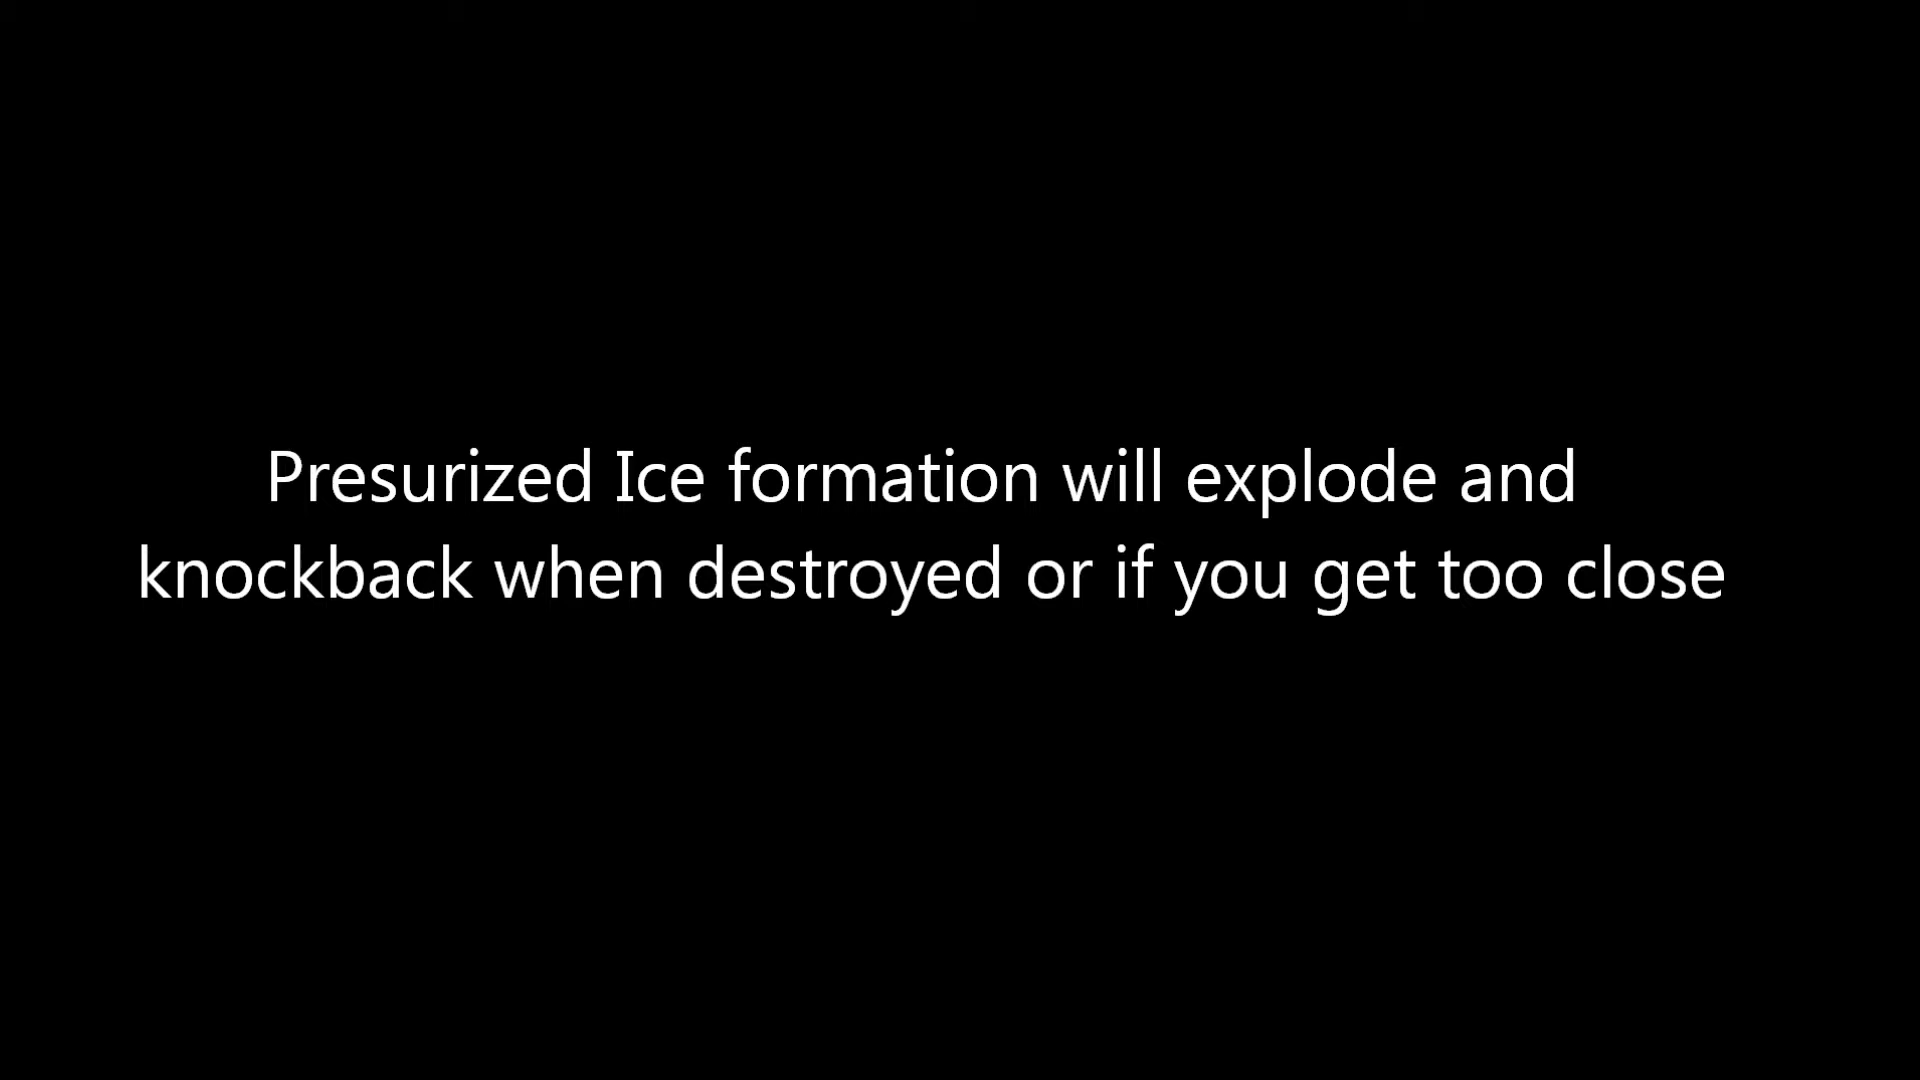 Presurized Ice formation will explode and
knockback when destroyed or if you get too close